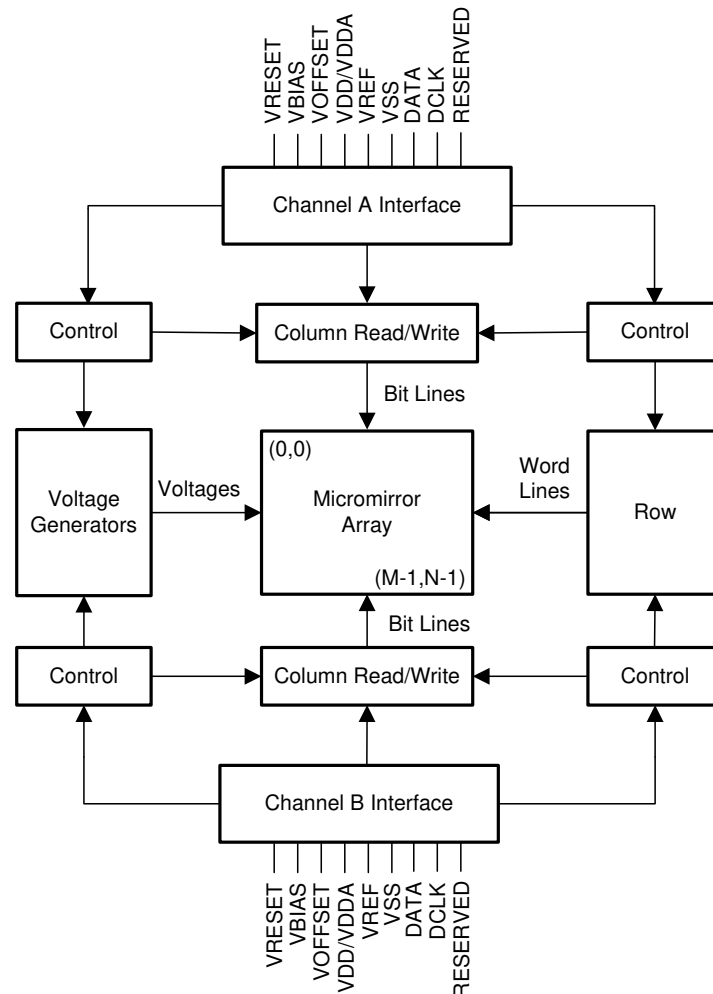 VRESET
VBIAS
VOFFSET
VDD/VDDA
VREF
VSS
DATA
DCLK
RESERVED
Channel A Interface
Control
Column Read/Write
Control
Bit Lines
(0,0)
Voltage
Generators
Voltages
Micromirror
Array
Word
Lines
Row
(M-1,N-1)
Bit Lines
Control
Column Read/Write
Control
Channel B Interface
VRESET
VBIAS
VOFFSET
VDD/VDDA
VREF
VSS
DATA
DCLK
RESERVED